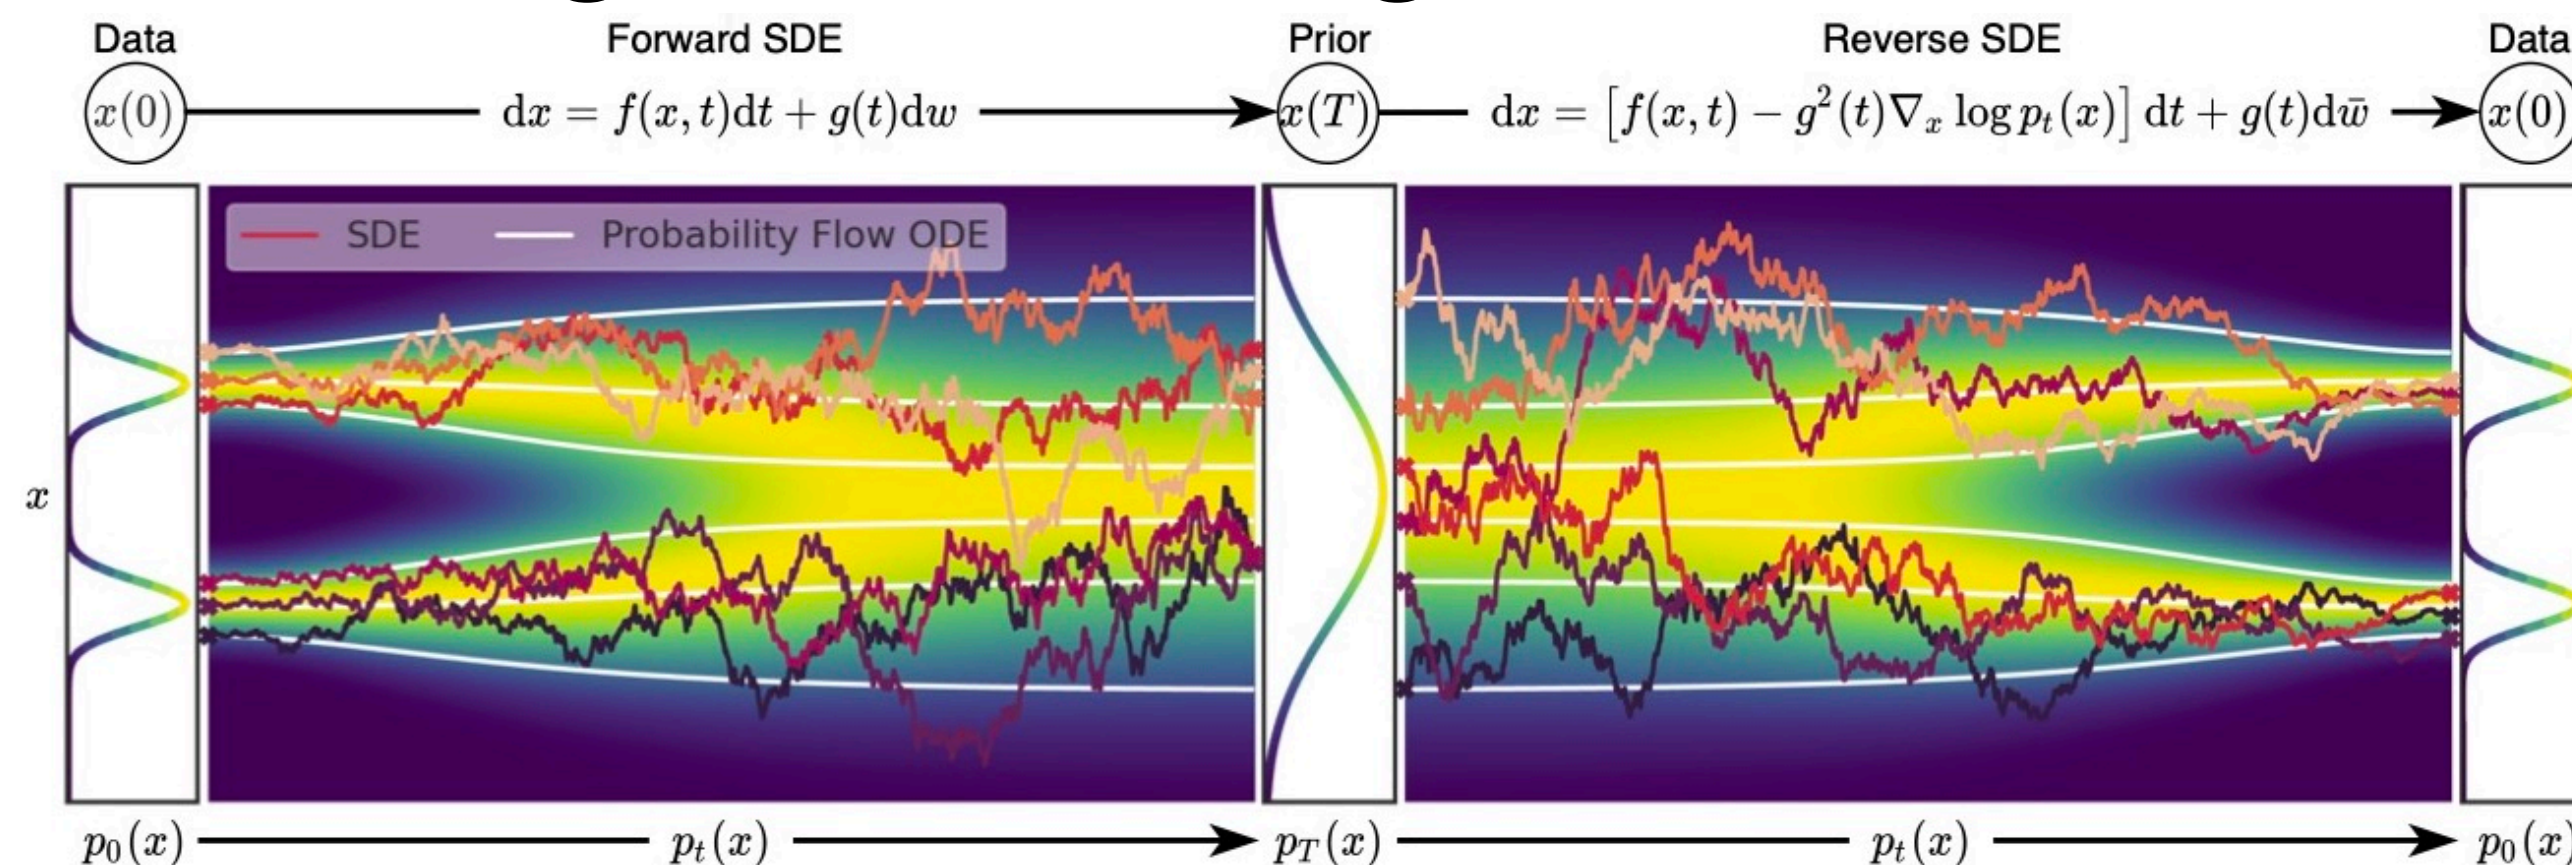 Data Forward SDE Prior Reverse SDE Data
x(0) dx = f(x, t)dt + g(t)dw x(T) dx = [f(x, t) − g²(t)∇ₓ log pₜ(x)] dt + g(t)dw̄ x(0)
SDE Probability Flow ODE
x
p₀(x) pₜ(x) p_T(x) pₜ(x) p₀(x)